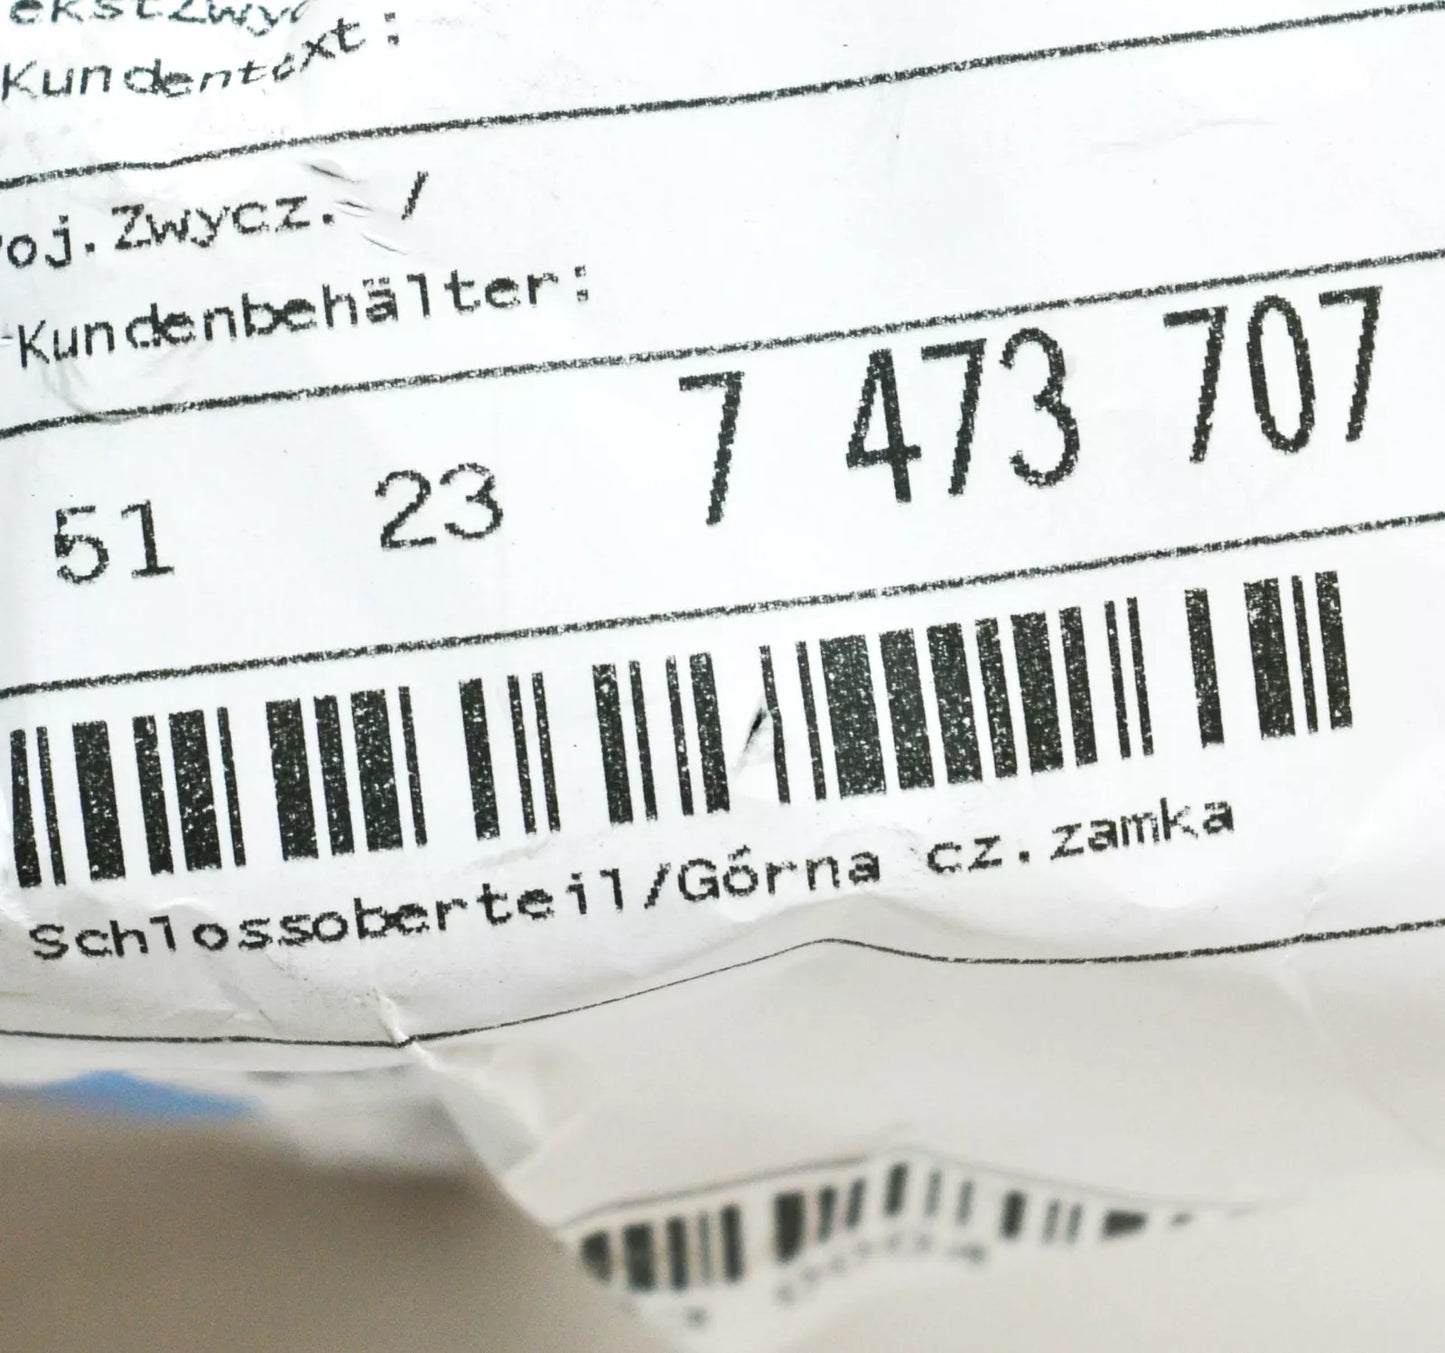 Kundentext:
Poj.Zwycz. /
Kundenbehälter:
51 23 7 473 707
Schlossoberteil/Górna cz.zamka